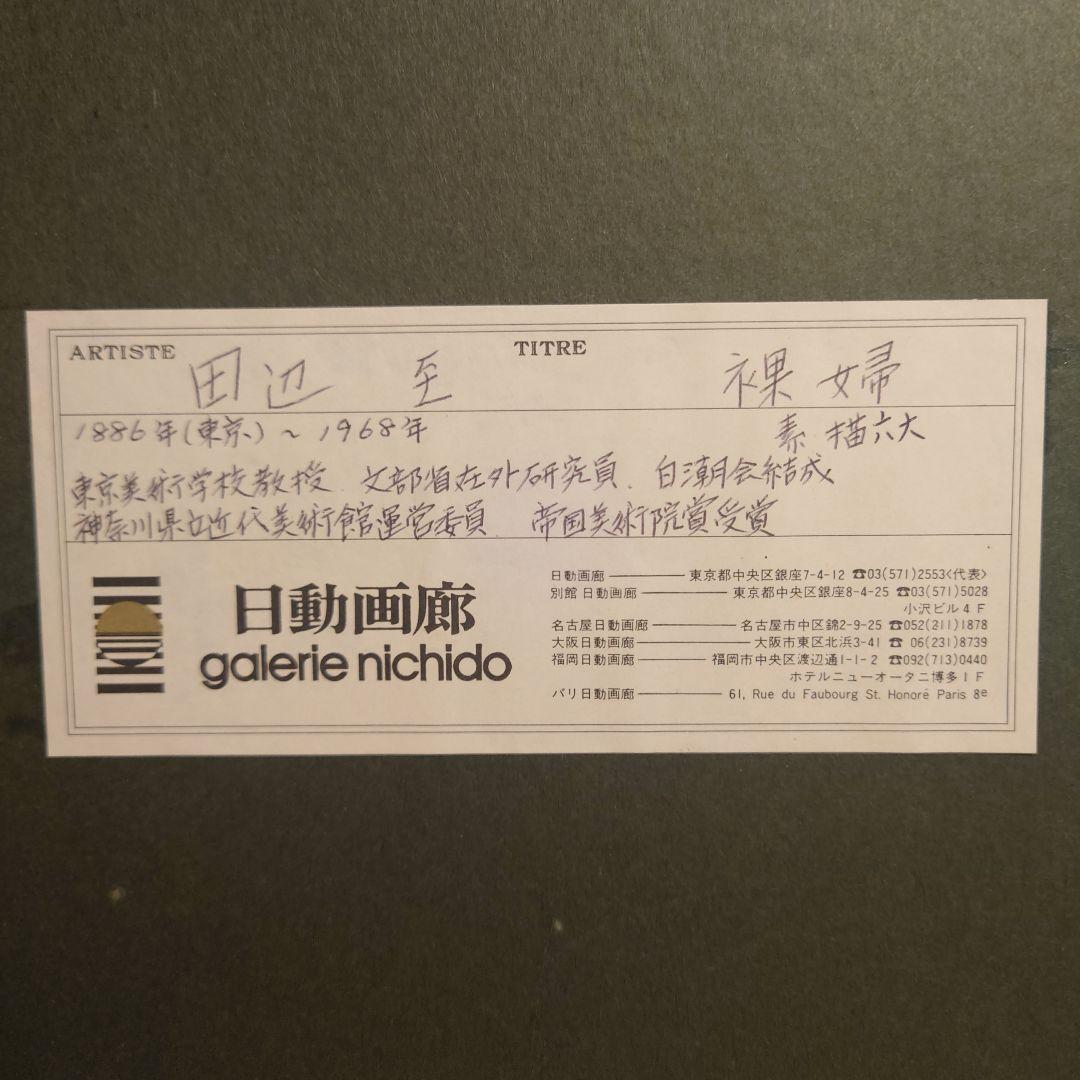 ARTISTE 田辺 至 TITRE 裸婦
1886年(東京)~1968年 素描六大
東京美術学校教授、文部省在外研究員、白潮会結成
神奈川県立近代美術館運営委員、帝国美術院賞受賞
日動画廊
galerie nichido
日動画廊 東京都中央区銀座7-4-12 ☎03(571)2553<代表>
別館 日動画廊 東京都中央区銀座8-4-25 ☎03(571)5028
小沢ビル4F
名古屋日動画廊 名古屋市中区錦2-9-25 ☎052(211)1878
大阪日動画廊 大阪市東区北浜3-41 ☎06(231)8739
福岡日動画廊 福岡市中央区渡辺通1-1-2 ☎092(713)0440
ホテルニューオータニ博多1F
パリ日動画廊 61, Rue du Faubourg St. Honoré Paris 8e